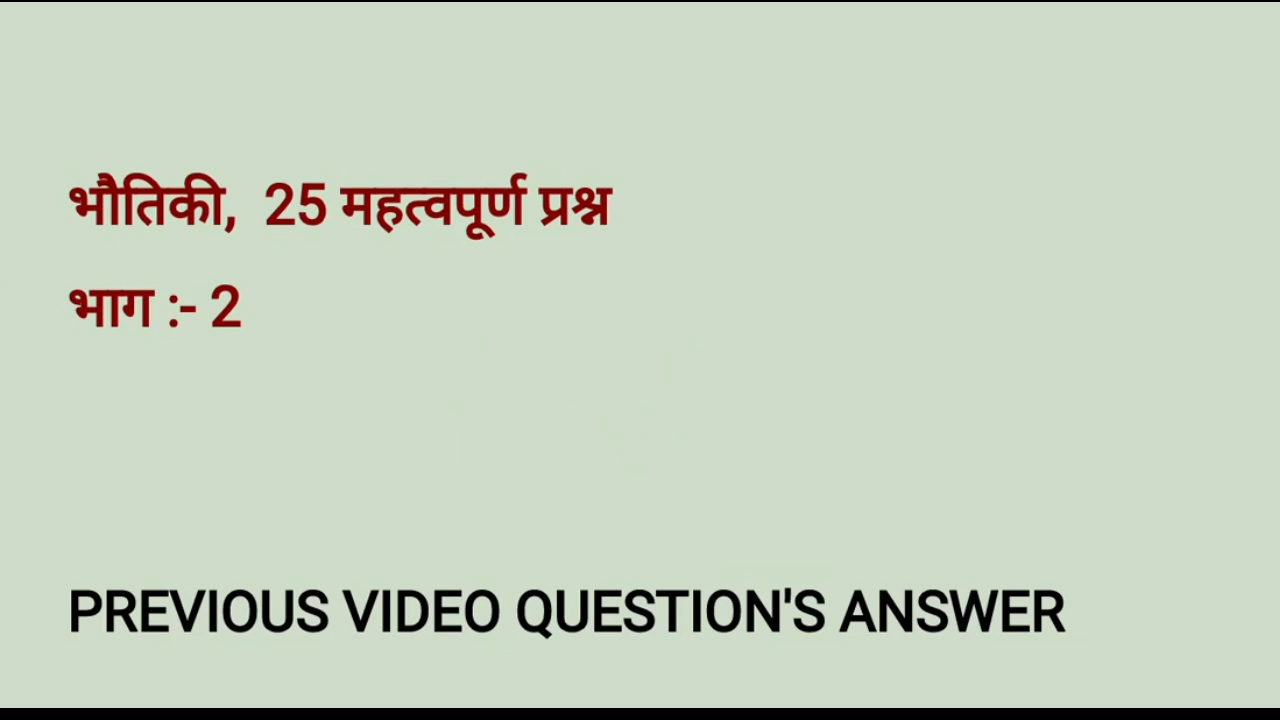 भौतिकी, 25 महत्वपूर्ण प्रश्न
भाग :- 2
PREVIOUS VIDEO QUESTION'S ANSWER